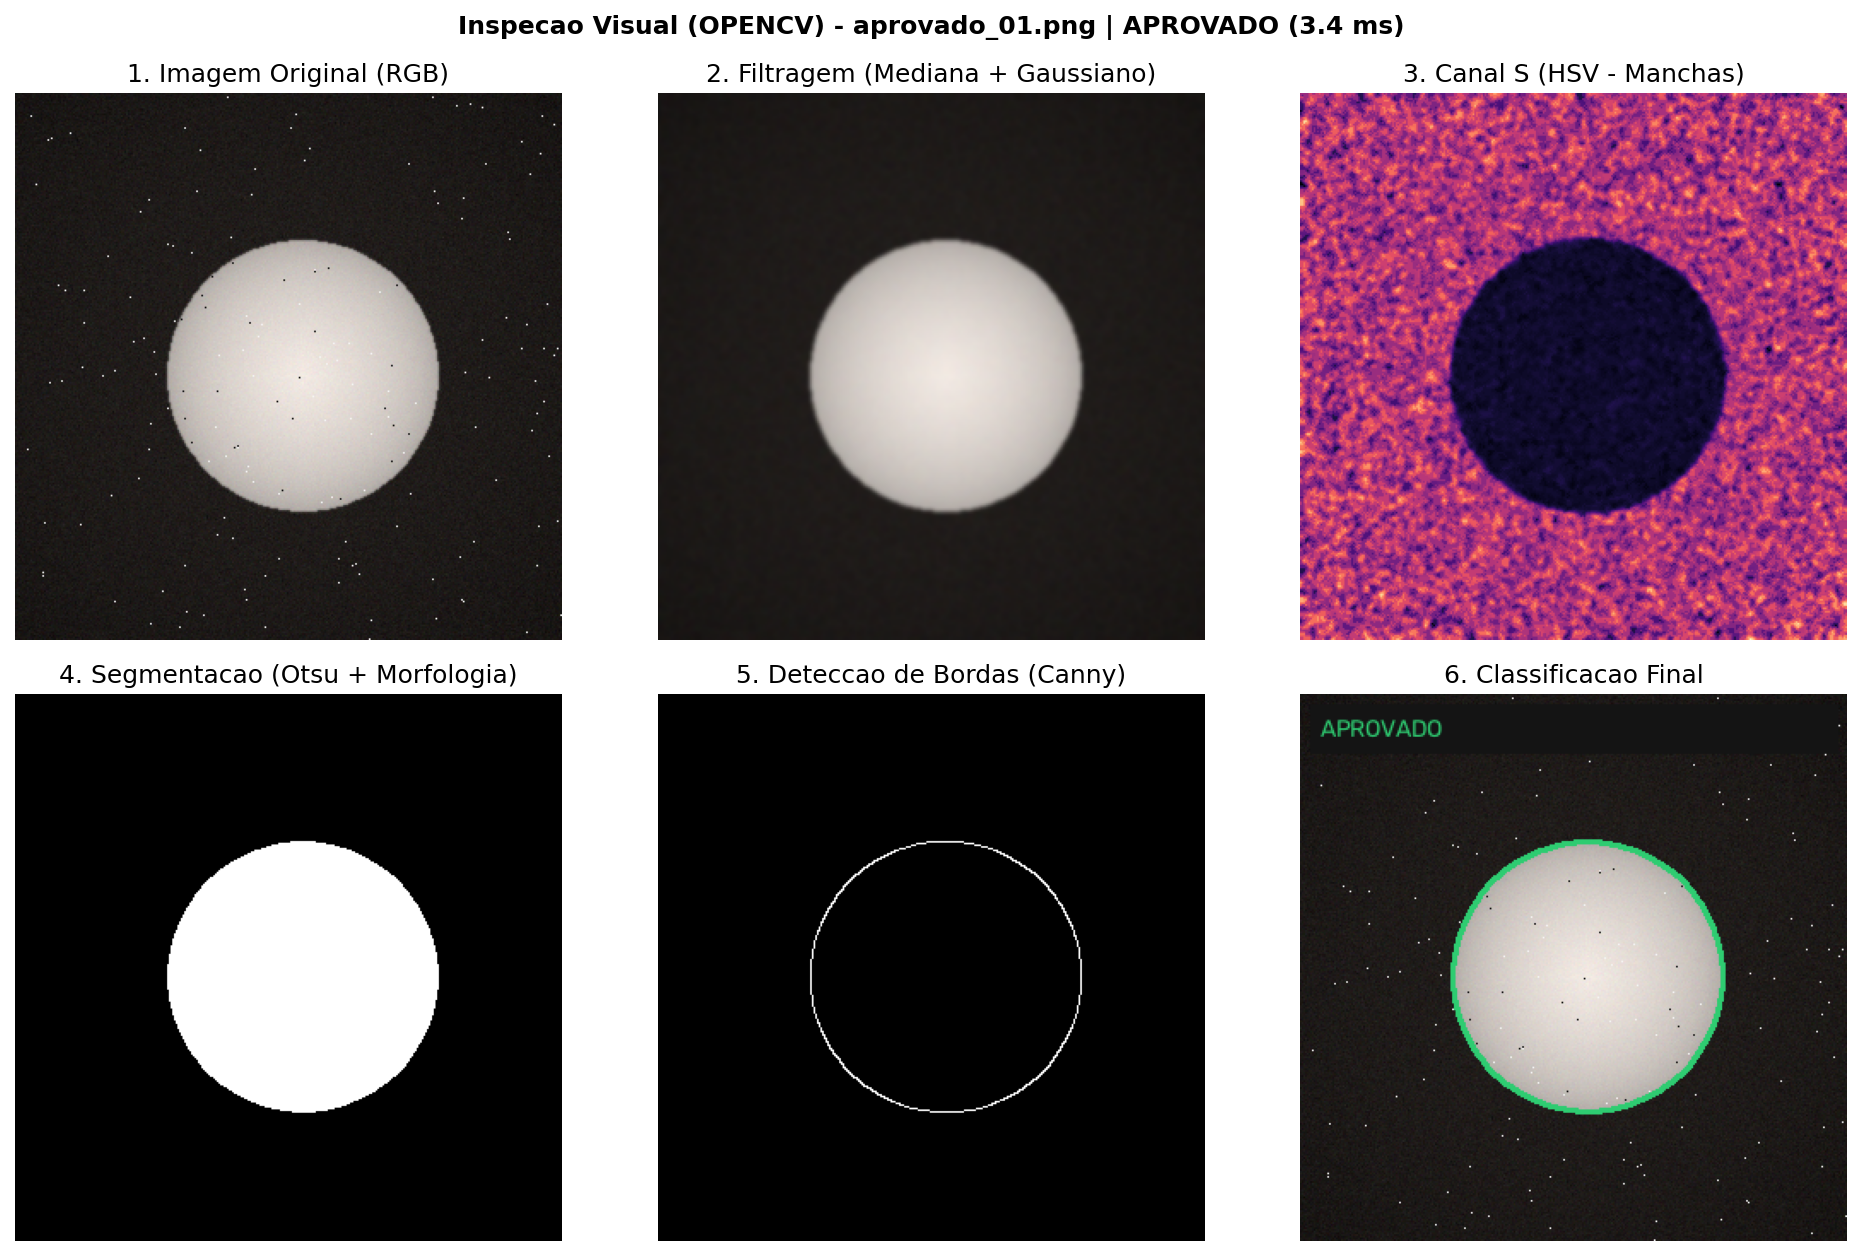 Inspecao Visual (OPENCV) - aprovado_01.png | APROVADO (3.4 ms)
1. Imagem Original (RGB)
2. Filtragem (Mediana + Gaussiano)
3. Canal S (HSV - Manchas)
4. Segmentacao (Otsu + Morfologia)
5. Deteccao de Bordas (Canny)
6. Classificacao Final
APROVADO